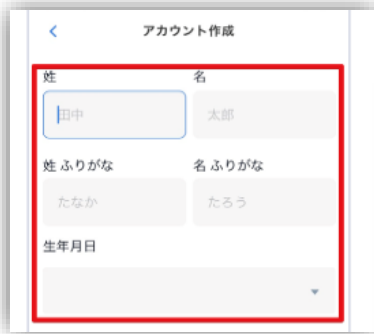 アカウント作成
姓 名
田中 太郎
姓 ふりがな 名 ふりがな
たなか たろう
生年月日